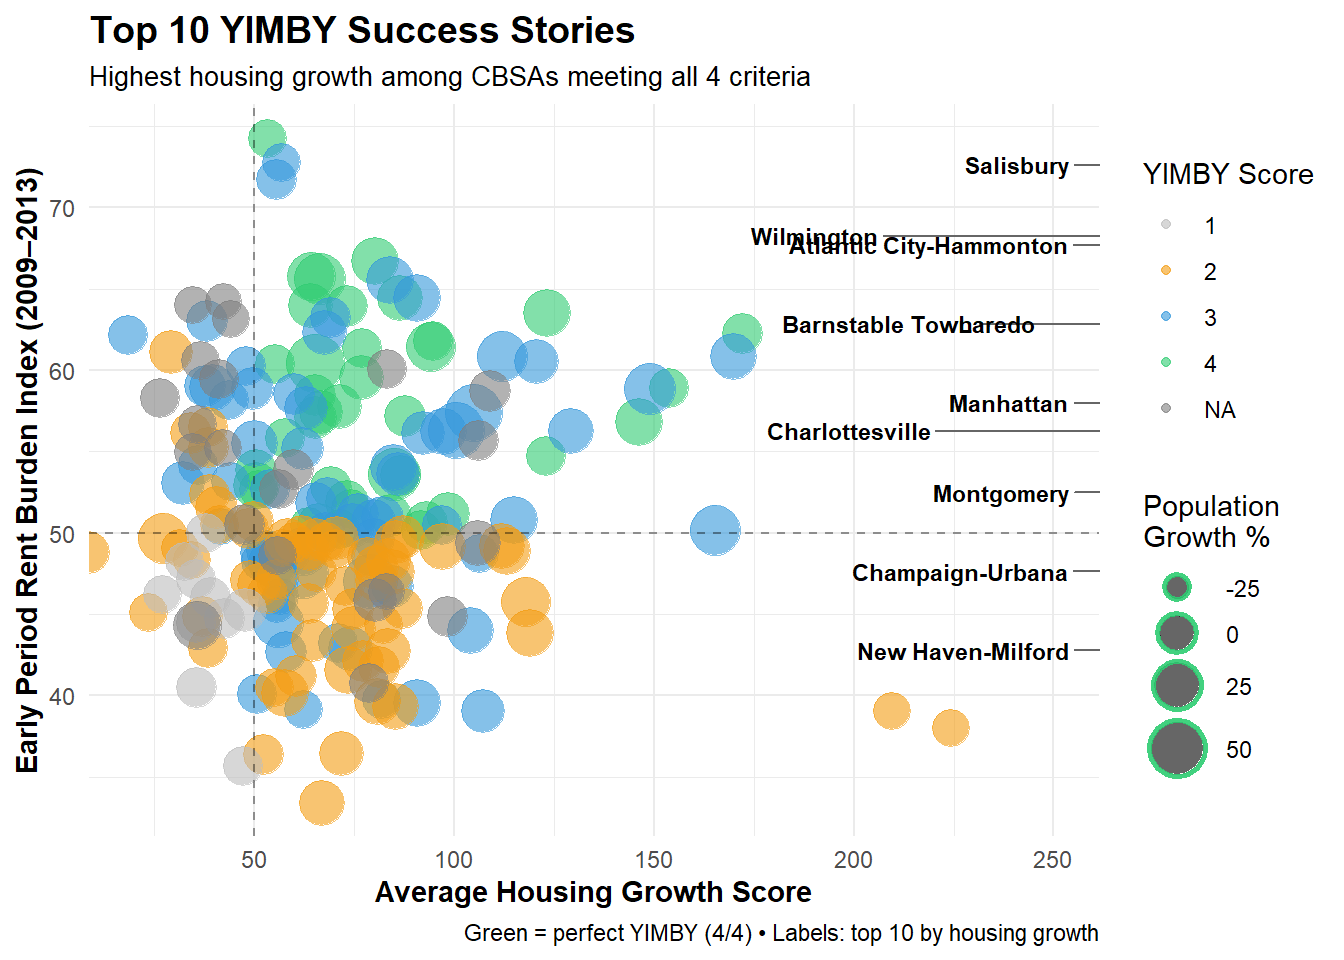 Top 10 YIMBY Success Stories
Highest housing growth among CBSAs meeting all 4 criteria
Early Period Rent Burden Index (2009–2013)
70
60
50
40
Salisbury
Wilmington
Atlantic City-Hammonton
Barnstable Town
Laredo
Manhattan
Charlottesville
Montgomery
Champaign-Urbana
New Haven-Milford
50
100
150
200
250
Average Housing Growth Score
Green = perfect YIMBY (4/4) • Labels: top 10 by housing growth
YIMBY Score
1
2
3
4
NA
Population
Growth %
-25
0
25
50